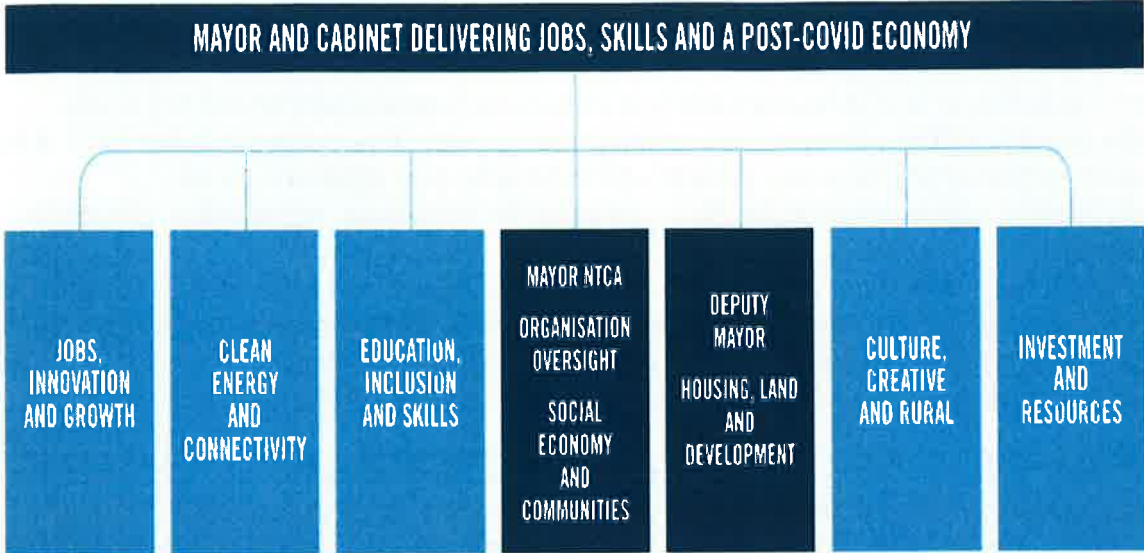 MAYOR AND CABINET DELIVERING JOBS, SKILLS AND A POST-COVID ECONOMY
JOBS,
INNOVATION
AND GROWTH
CLEAN
ENERGY
AND
CONNECTIVITY
EDUCATION,
INCLUSION
AND SKILLS
MAYOR NTCA
ORGANISATION
OVERSIGHT
SOCIAL
ECONOMY
AND
COMMUNITIES
DEPUTY
MAYOR
HOUSING, LAND
AND
DEVELOPMENT
CULTURE,
CREATIVE
AND RURAL
INVESTMENT
AND
RESOURCES